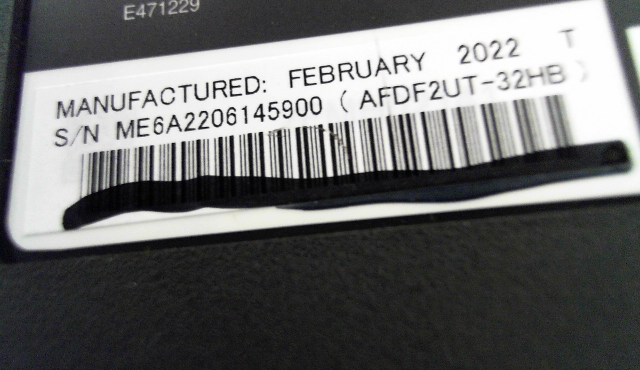 E471229
MANUFACTURED: FEBRUARY 2022 T
S/N ME6A2206145900 ( AFDF2UT-32HB )